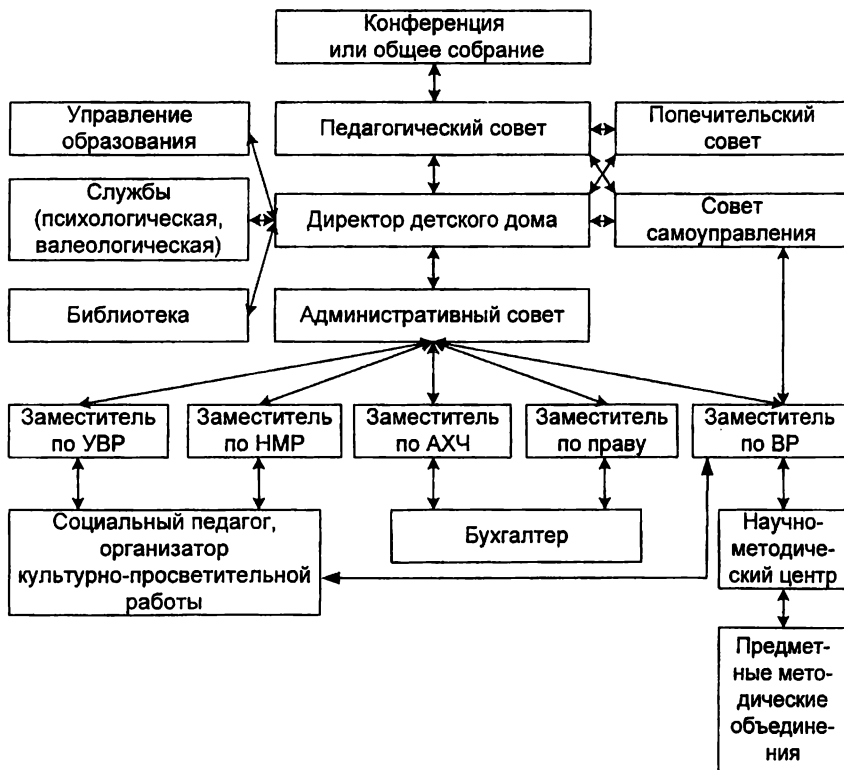 Конференция
или общее собрание
Управление
образования
Педагогический совет
Попечительский
совет
Службы
(психологическая,
валеологическая)
Директор детского дома
Совет
самоуправления
Библиотека
Административный совет
Заместитель
по УВР
Заместитель
по НМР
Заместитель
по АХЧ
Заместитель
по праву
Заместитель
по ВР
Социальный педагог,
организатор
культурно-просветительной
работы
Бухгалтер
Научно-
методиче-
ский центр
Предмет-
ные мето-
дические
объедине-
ния